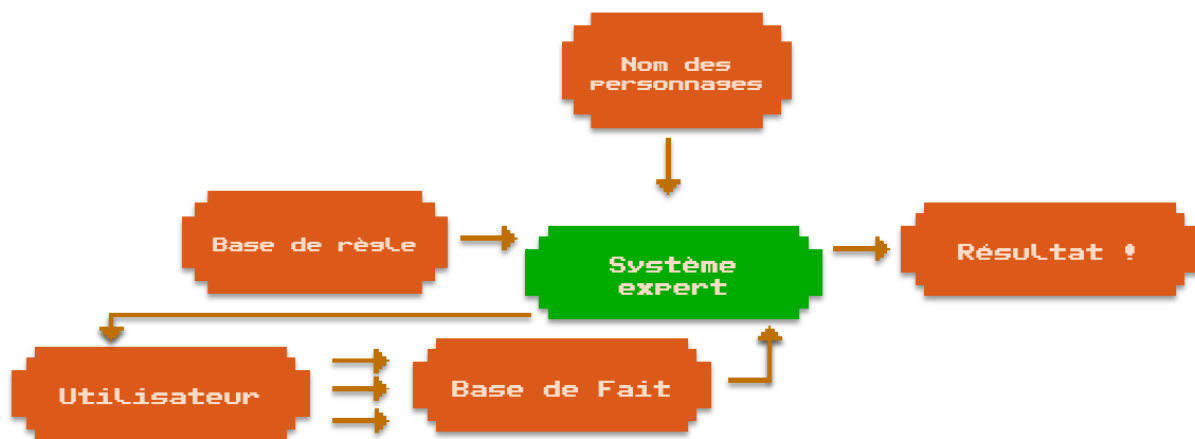 Nom des
personnages
Base de règle
Système
expert
Résultat !
Utilisateur
Base de Fait